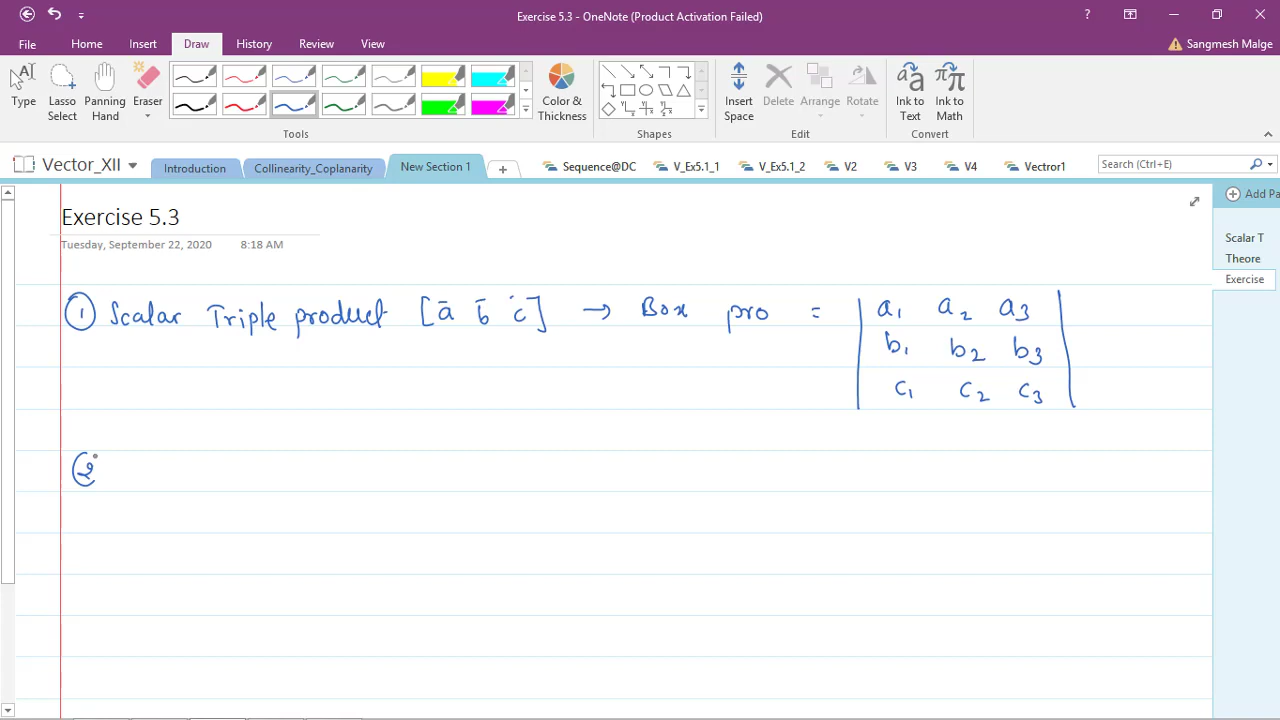 Exercise 5.3 - OneNote (Product Activation Failed)
?
File Home Insert Draw History Review View
Sangmesh Malge
Type
Lasso Select
Panning Hand
Eraser
Color & Thickness
Insert Space
Delete
Arrange
Rotate
Ink to Text
Ink to Math
Tools Shapes Edit Convert
Vector_XII Introduction Collinearity_Coplanarity New Section 1 + Sequence@DC V_Ex5.1_1 V_Ex5.1_2 V2 V3 V4 Vectror1 Search (Ctrl+E)
Add Pa
Exercise 5.3
Tuesday, September 22, 2020 8:18 AM
Scalar T
Theore
Exercise
① Scalar Triple product [ā b̄ c̄] → Box pro = | a₁ a₂ a₃ |
| b₁ b₂ b₃ |
| c₁ c₂ c₃ |
②